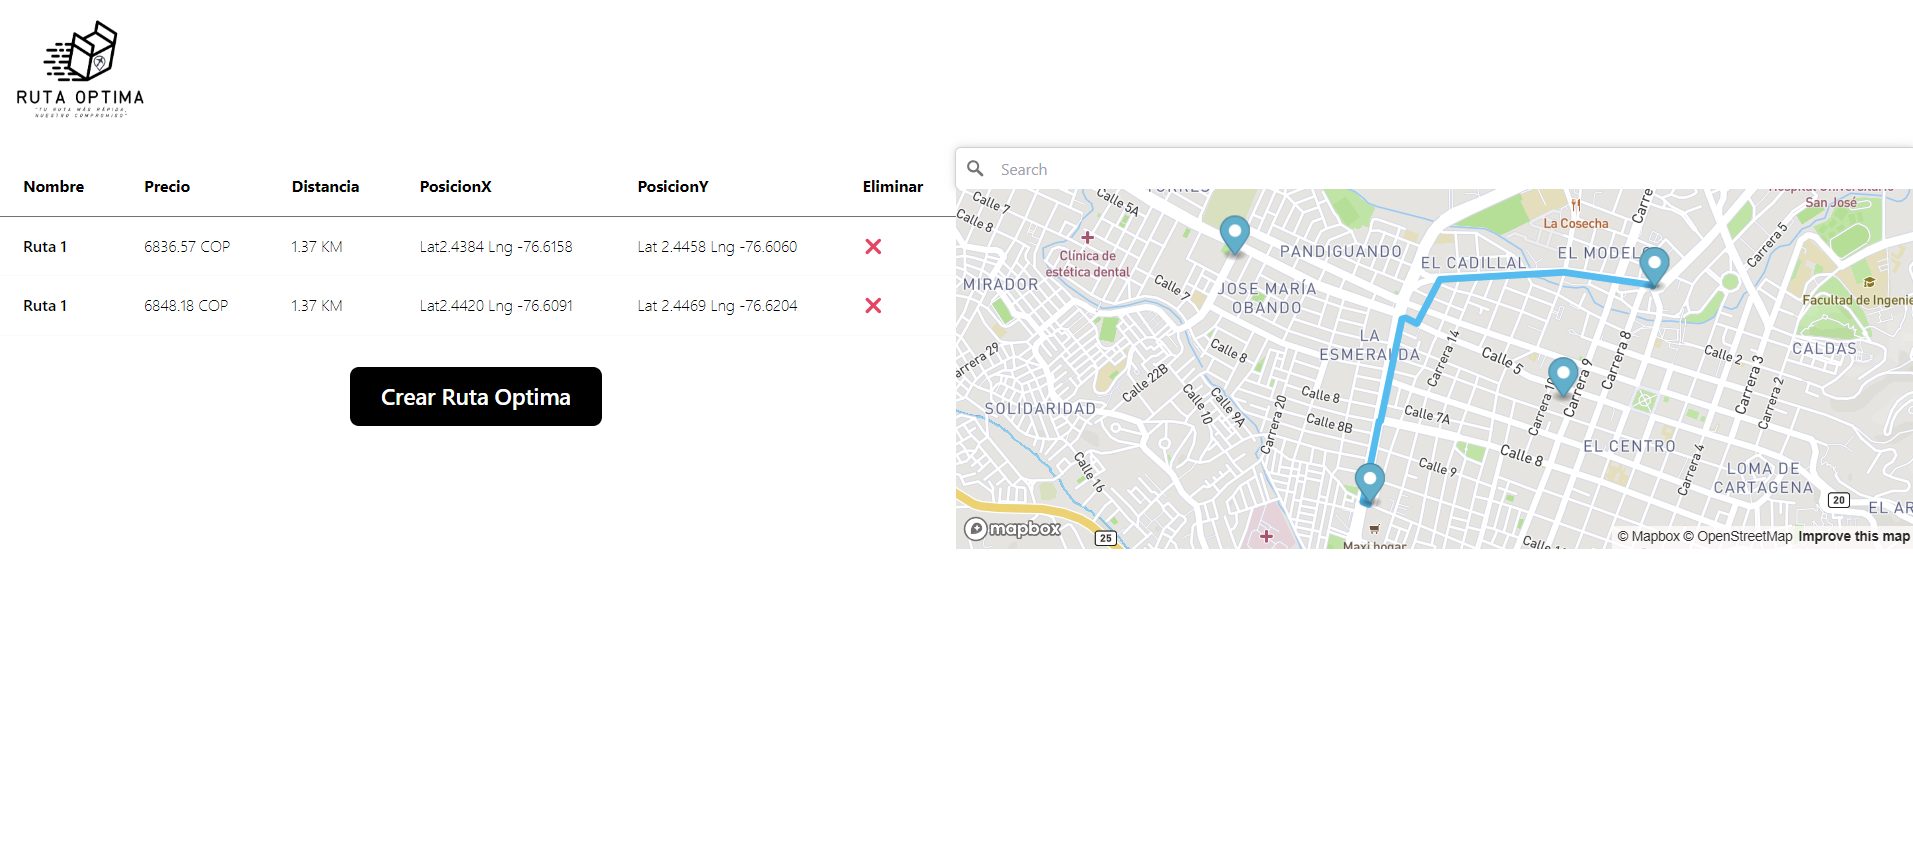 RUTA OPTIMA
"TU RUTA MÁS RÁPIDA,
NUESTRO COMPROMISO"
Nombre Precio Distancia PosicionX PosicionY Eliminar
Ruta 1 6836.57 COP 1.37 KM Lat2.4384 Lng -76.6158 Lat 2.4458 Lng -76.6060
Ruta 1 6848.18 COP 1.37 KM Lat2.4420 Lng -76.6091 Lat 2.4469 Lng -76.6204
Crear Ruta Optima
Search
TORRES
Hospital Universitario
San José
Calle 7
Calle 5A
Calle 8
Carrera 9
La Cosecha
Carrera 5
Clínica de
estética dental
PANDIGUANDO
EL CADILLAL
EL MODELO
MIRADOR
Calle 7
JOSE MARÍA
OBANDO
Facultad de Ingenie
LA
ESMERALDA
Carrera 14
Carrera 8
CALDAS
Carrera 29
Calle 8
Calle 5
Calle 2
Carrera 3
Calle 22B
Carrera 10
Carrera 9
Carrera 2
SOLIDARIDAD
Calle 10
Calle 9A
Carrera 20
Calle 8
Calle 8B
Calle 7A
EL CENTRO
Calle 16
Calle 9
Calle 8
Carrera 4
LOMA DE
CARTAGENA
20
EL AR
mapbox
25
Maxi hogar
Calle
© Mapbox © OpenStreetMap Improve this map